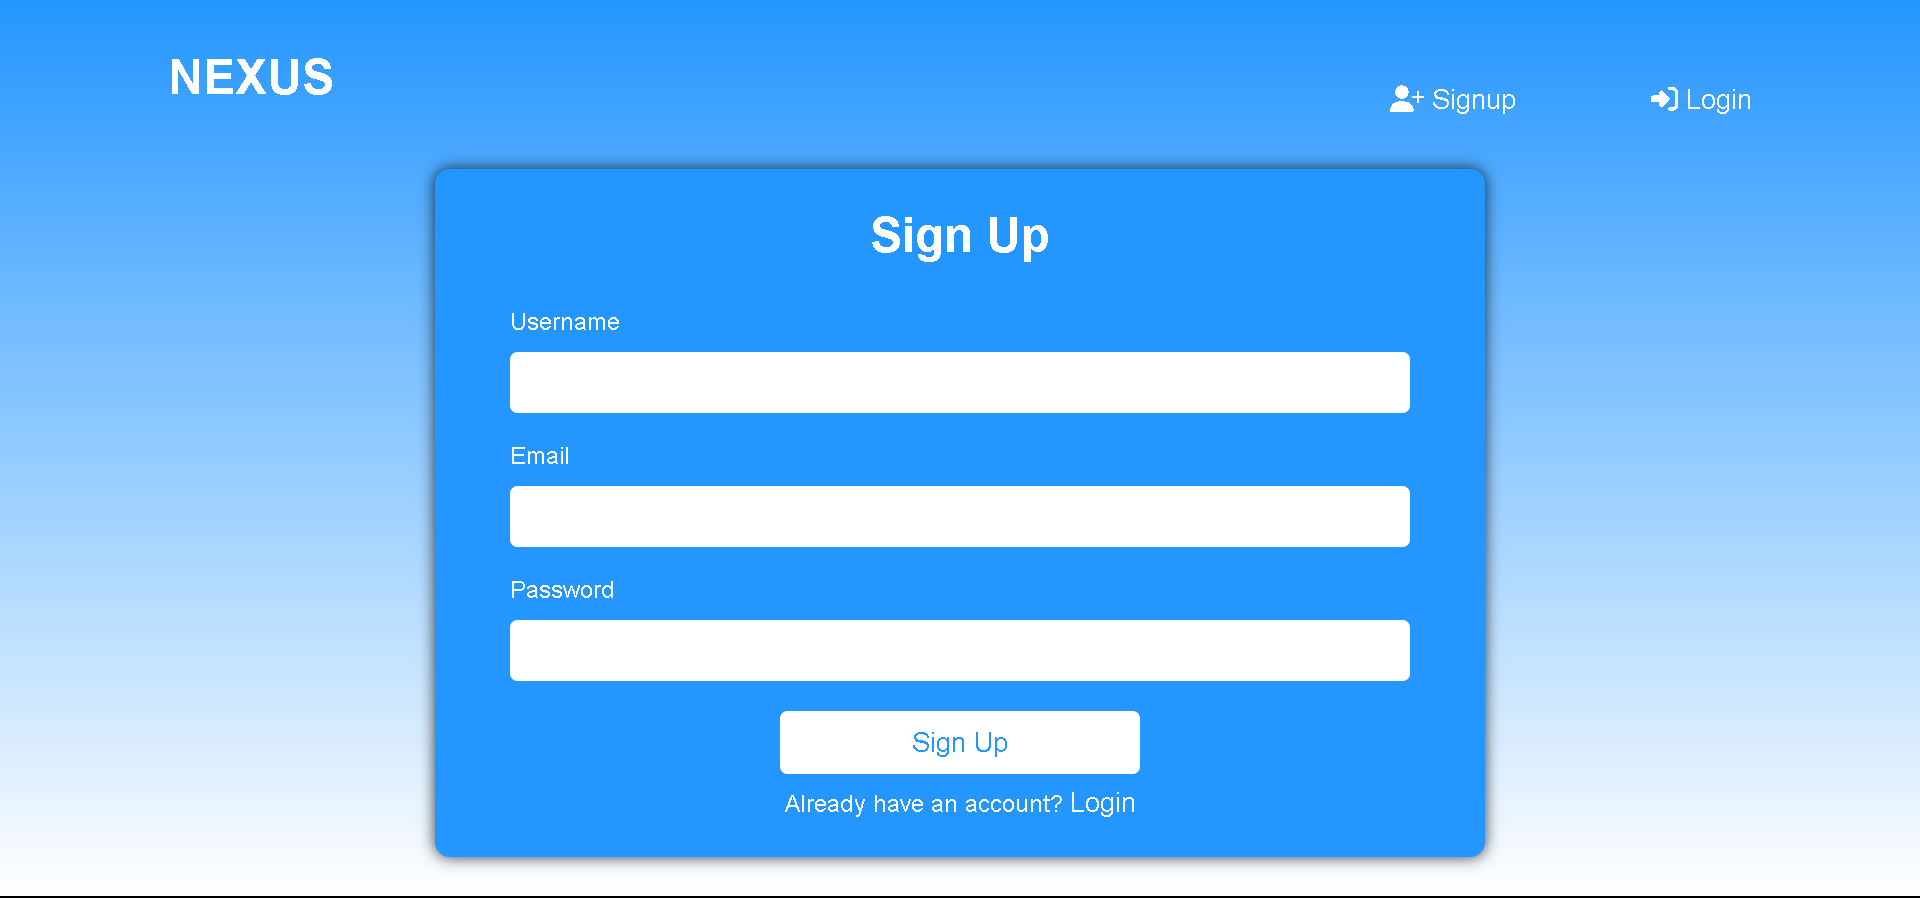 NEXUS
Signup
Login
Sign Up
Username
Email
Password
Sign Up
Already have an account? Login